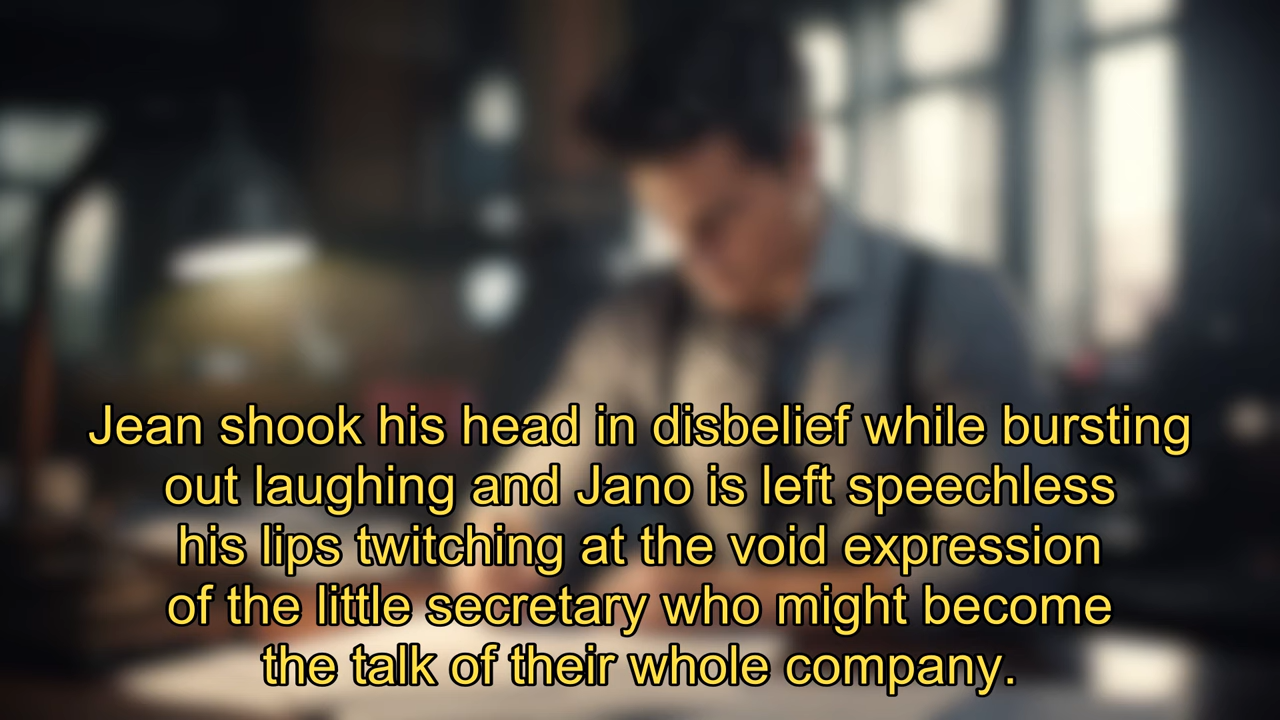 Jean shook his head in disbelief while bursting
out laughing and Jano is left speechless
his lips twitching at the void expression
of the little secretary who might become
the talk of their whole company.